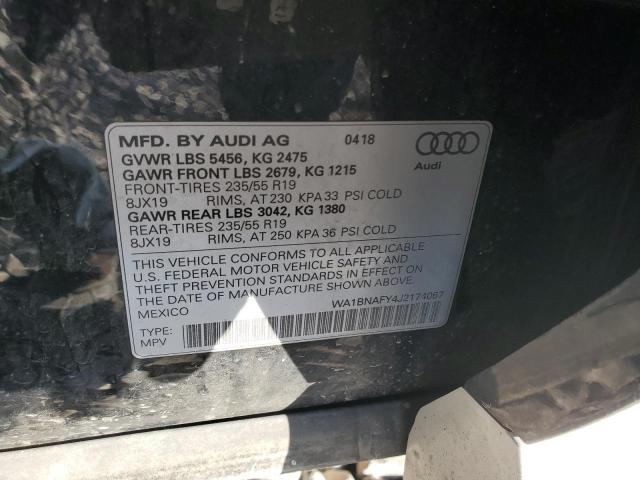 MFD. BY AUDI AG 0418
GVWR LBS 5456, KG 2475
GAWR FRONT LBS 2679, KG 1215
FRONT-TIRES 235/55 R19
8JX19 RIMS, AT 230 KPA 33 PSI COLD
GAWR REAR LBS 3042, KG 1380
REAR-TIRES 235/55 R19
8JX19 RIMS, AT 250 KPA 36 PSI COLD
Audi
THIS VEHICLE CONFORMS TO ALL APPLICABLE
U.S. FEDERAL MOTOR VEHICLE SAFETY AND
THEFT PREVENTION STANDARDS IN EFFECT ON
THE DATE OF MANUFACTURE SHOWN ABOVE.
MEXICO
WA1BNAFY4J2174067
TYPE:
MPV